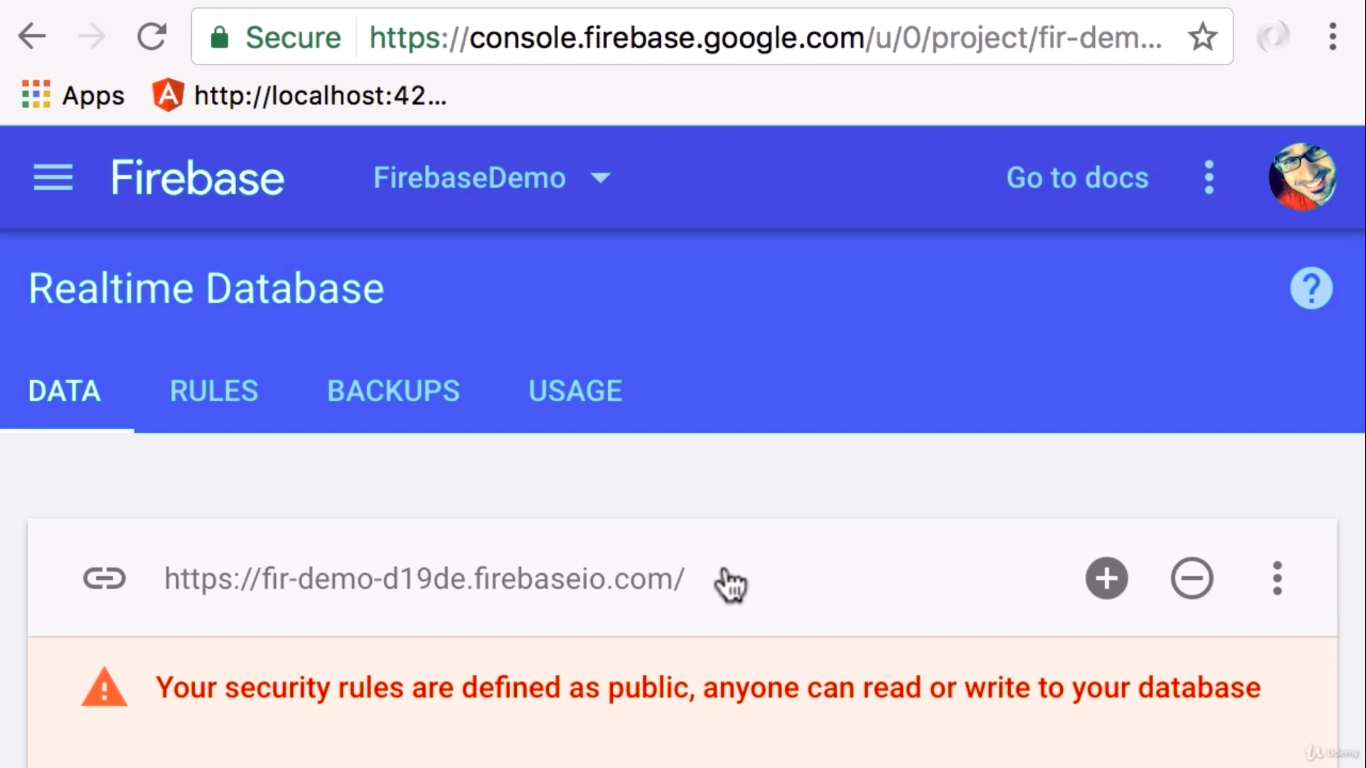 Secure https://console.firebase.google.com/u/0/project/fir-dem...
Apps http://localhost:42...
Firebase FirebaseDemo Go to docs
Realtime Database ?
DATA RULES BACKUPS USAGE
https://fir-demo-d19de.firebaseio.com/
Your security rules are defined as public, anyone can read or write to your database
Udemy